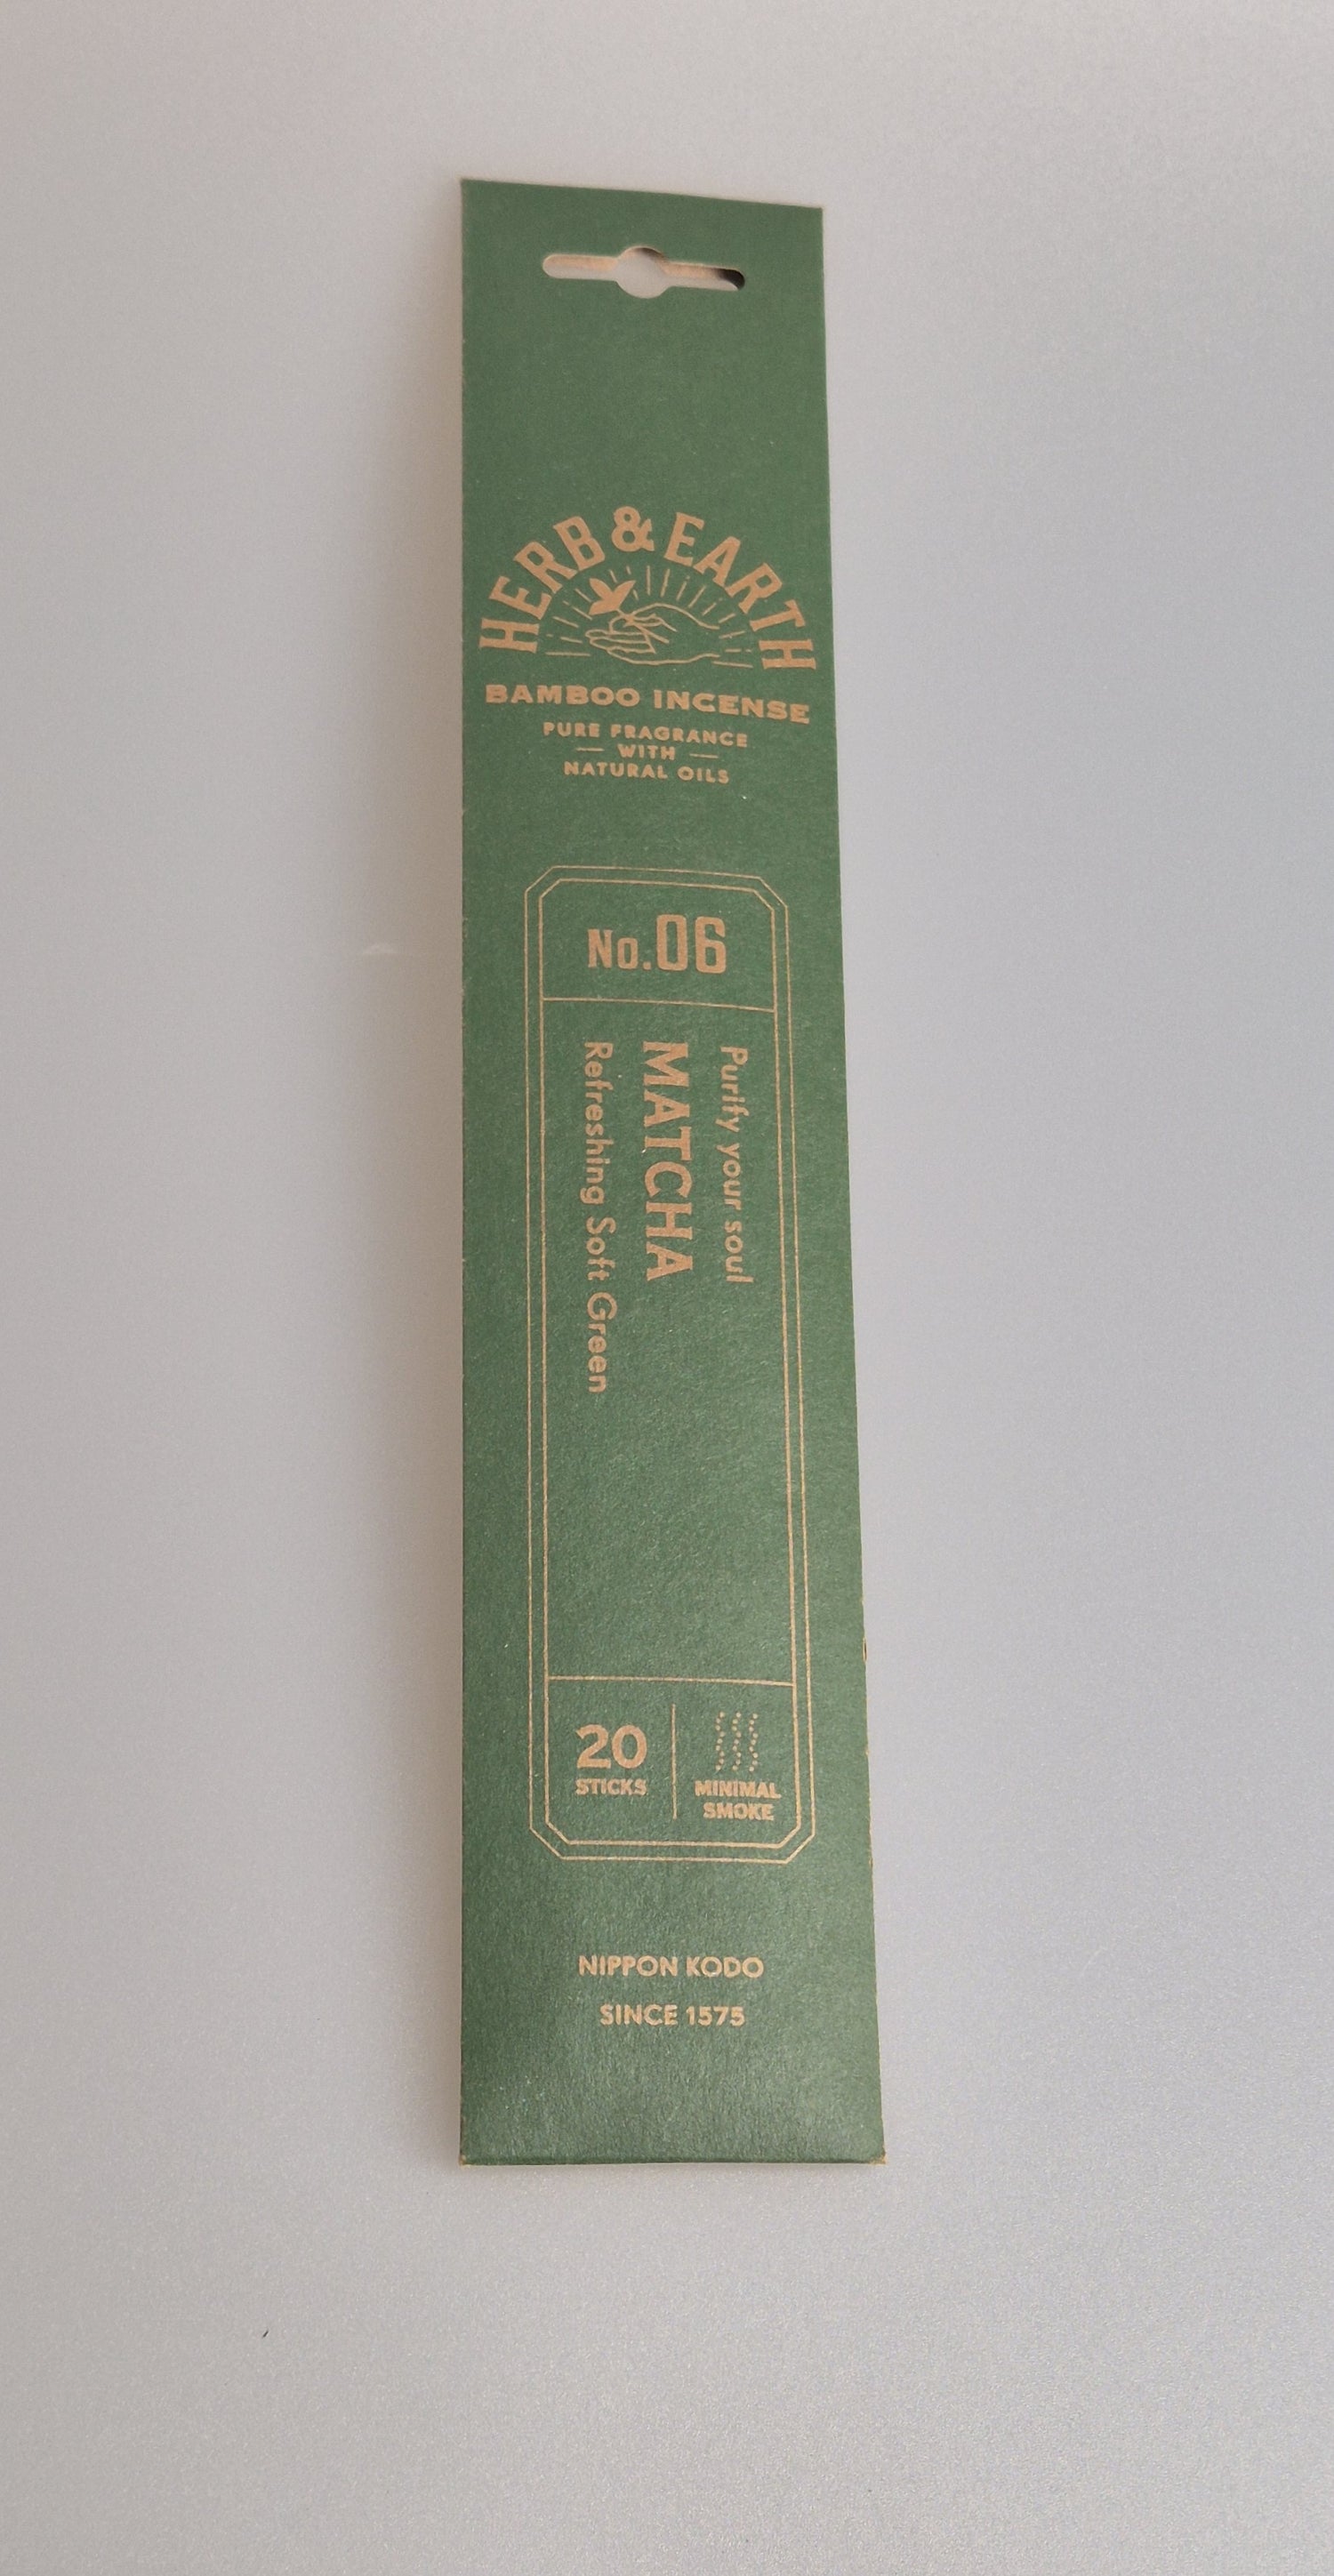 HERB & EARTH
BAMBOO INCENSE
PURE FRAGRANCE
— WITH —
NATURAL OILS
No.06
Purify your soul
MATCHA
Refreshing Soft Green
20
STICKS
MINIMAL
SMOKE
NIPPON KODO
SINCE 1575